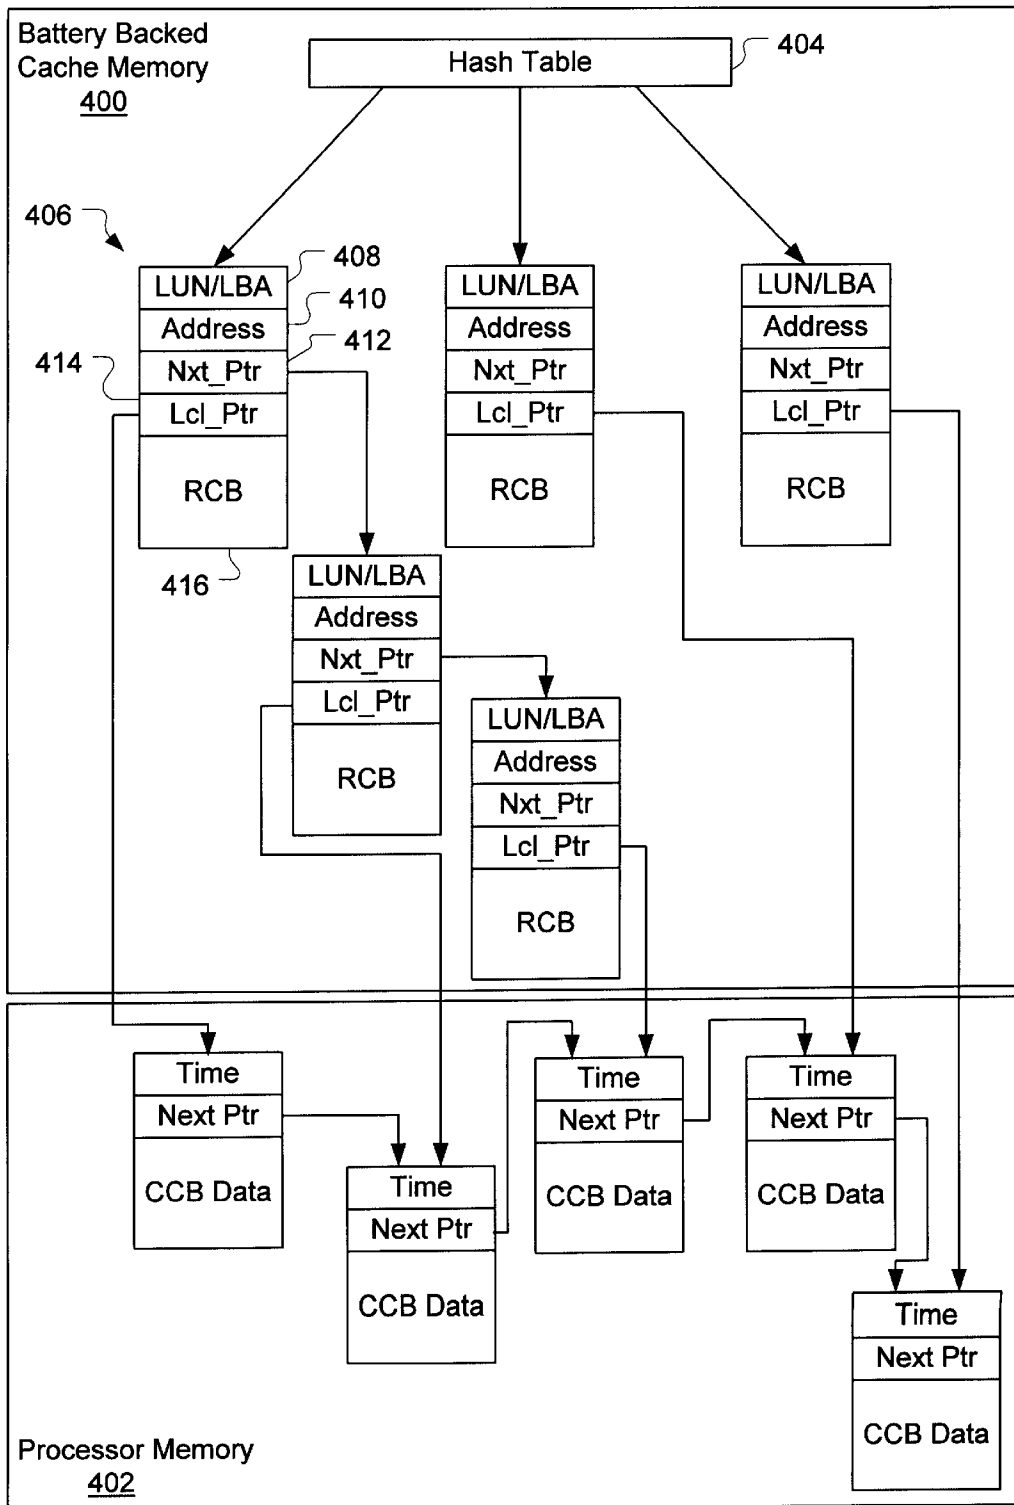 Battery Backed
Cache Memory
400
Hash Table
404
406
LUN/LBA
408
Address
410
Nxt_Ptr
412
Lcl_Ptr
414
RCB
416
LUN/LBA
Address
Nxt_Ptr
Lcl_Ptr
RCB
LUN/LBA
Address
Nxt_Ptr
Lcl_Ptr
RCB
LUN/LBA
Address
Nxt_Ptr
Lcl_Ptr
RCB
LUN/LBA
Address
Nxt_Ptr
Lcl_Ptr
RCB
Time
Next Ptr
CCB Data
Time
Next Ptr
CCB Data
Time
Next Ptr
CCB Data
Time
Next Ptr
CCB Data
Time
Next Ptr
CCB Data
Processor Memory
402